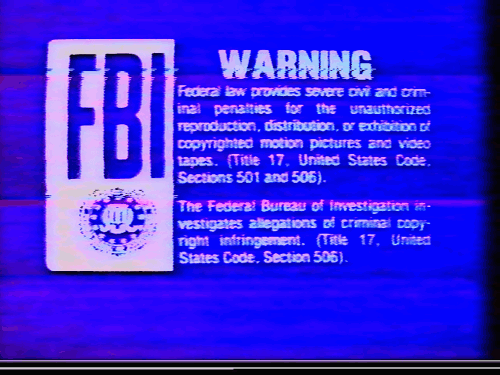 FBI
WARNING
Federal law provides severe civil and crim-
inal penalties for the unauthorized
reproduction, distribution, or exhibition of
copyrighted motion pictures and video
tapes. (Title 17, United States Code,
Sections 501 and 506).
The Federal Bureau of Investigation in-
vestigates allegations of criminal copy-
right infringement. (Title 17, United
States Code, Section 506).